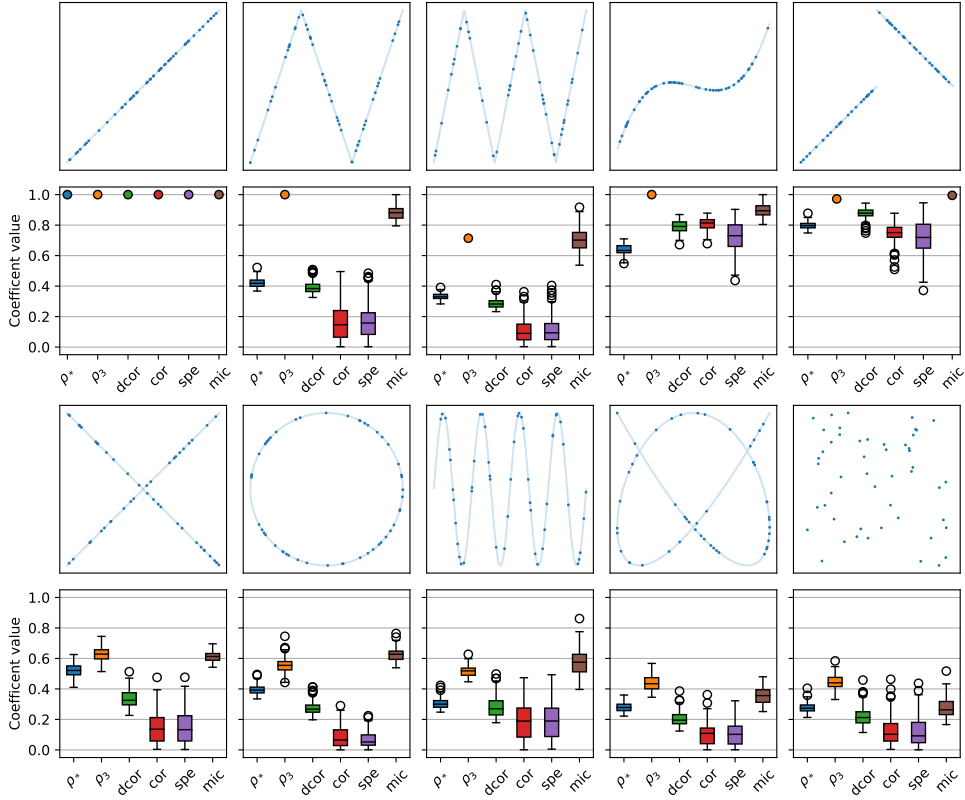 Coefficent value
1.0
0.8
0.6
0.4
0.2
0.0
ρ* ρ3 dcor cor spe mic
ρ* ρ3 dcor cor spe mic
ρ* ρ3 dcor cor spe mic
ρ* ρ3 dcor cor spe mic
ρ* ρ3 dcor cor spe mic
Coefficent value
1.0
0.8
0.6
0.4
0.2
0.0
ρ* ρ3 dcor cor spe mic
ρ* ρ3 dcor cor spe mic
ρ* ρ3 dcor cor spe mic
ρ* ρ3 dcor cor spe mic
ρ* ρ3 dcor cor spe mic